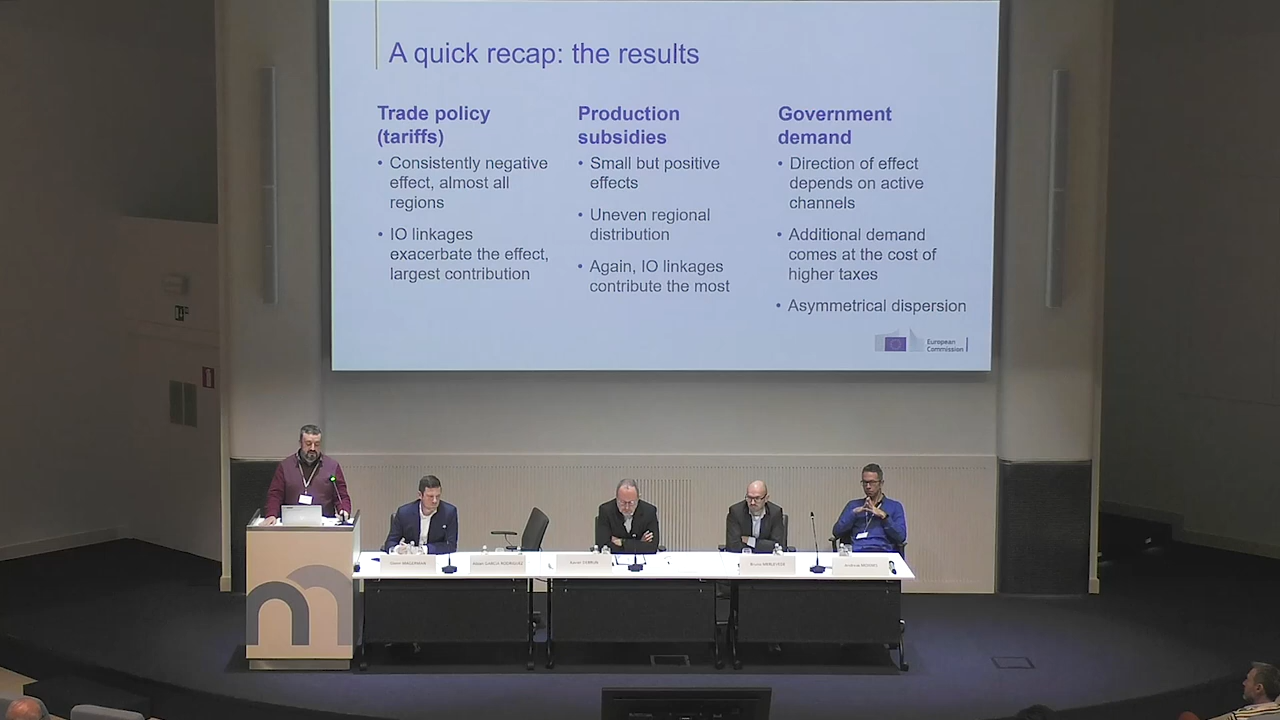 A quick recap: the results
Trade policy
(tariffs)
• Consistently negative
effect, almost all
regions
• IO linkages
exacerbate the effect,
largest contribution
Production
subsidies
• Small but positive
effects
• Uneven regional
distribution
• Again, IO linkages
contribute the most
Government
demand
• Direction of effect
depends on active
channels
• Additional demand
comes at the cost of
higher taxes
• Asymmetrical dispersion
European
Commission